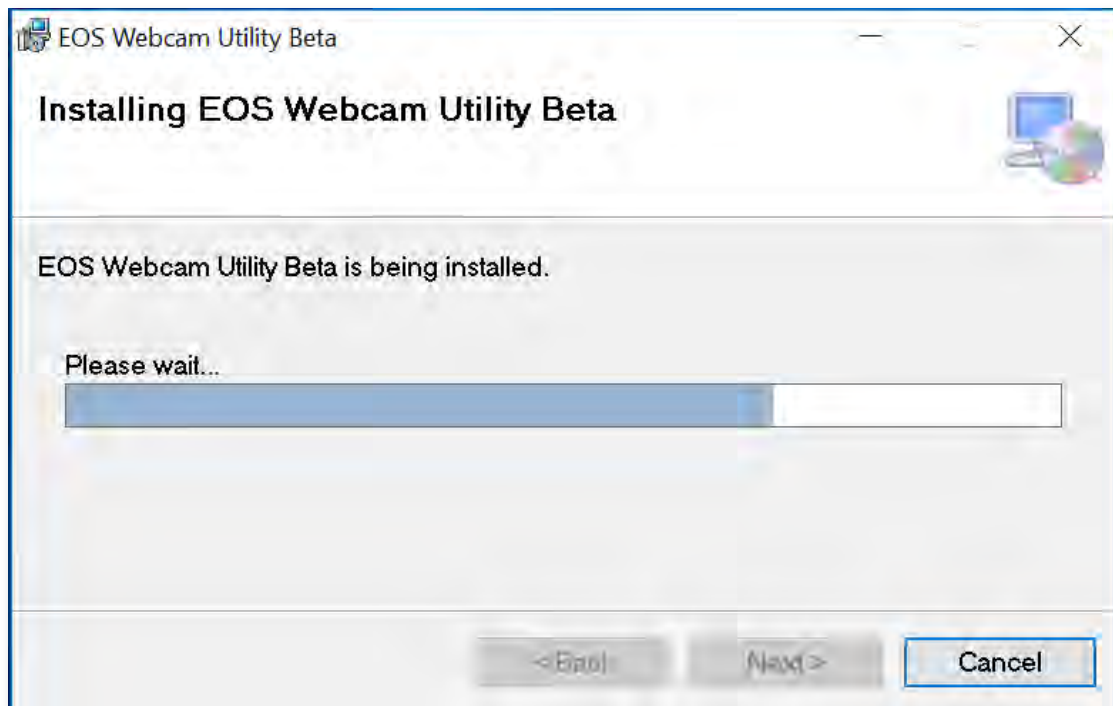 EOS Webcam Utility Beta
Installing EOS Webcam Utility Beta
EOS Webcam Utility Beta is being installed.
Please wait...
< Back
Next >
Cancel